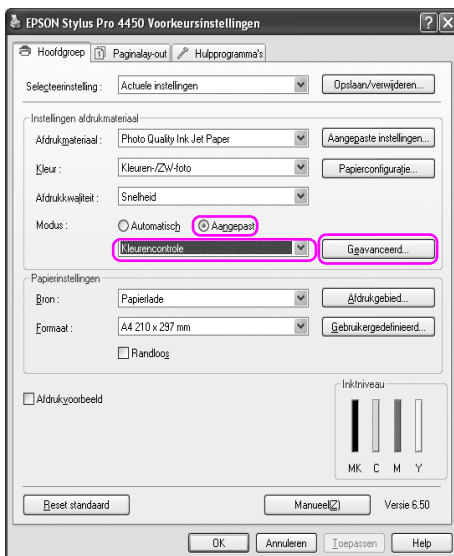 EPSON Stylus Pro 4450 Voorkeursinstellingen
Hoofdgroep Paginalay-out Hulpprogramma's
Selecteerinstelling : Actuele instellingen Opslaan/verwijderen...
Instellingen afdrukmateriaal
Afdrukmateriaal : Photo Quality Ink Jet Paper Aangepaste instellingen...
Kleur : Kleuren-/ZW-foto Papierconfiguratie...
Afdrukkwaliteit : Snelheid
Modus : Automatisch Aangepast
Kleurencontrole Geavanceerd...
Papierinstellingen
Bron : Papierlade Afdrukgebied...
Formaat : A4 210 x 297 mm Gebruikergedefinieerd...
Randloos
Afdrukvoorbeeld
Inktniveau
MK C M Y
Reset standaard Manueel(Z) Versie 6.50
OK Annuleren Toepassen Help